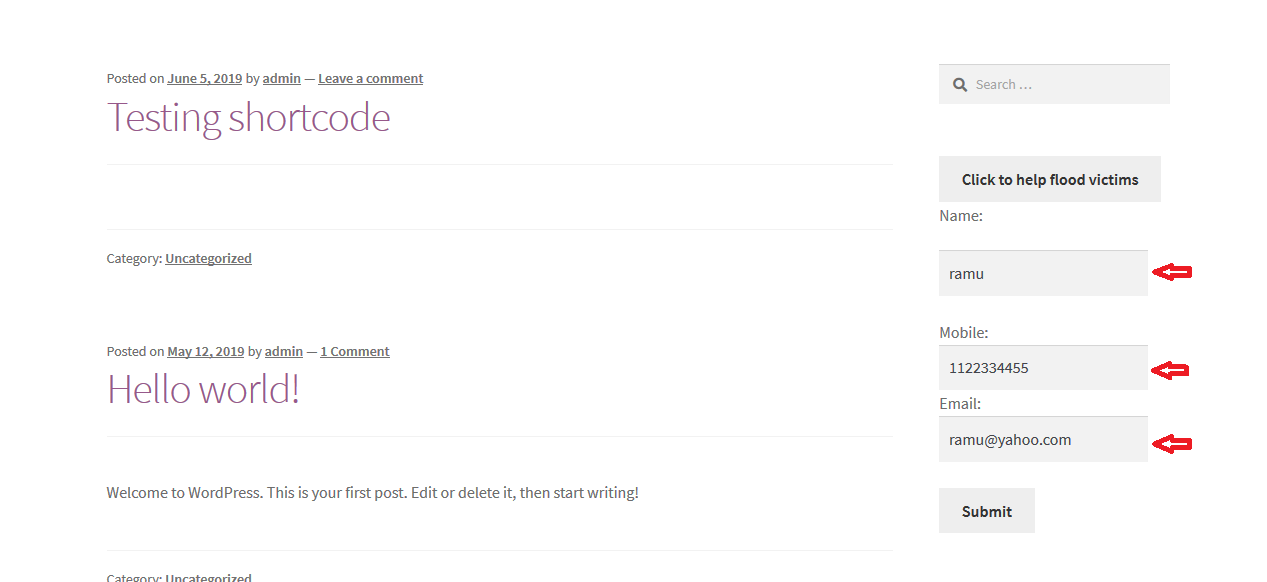 Posted on June 5, 2019 by admin — Leave a comment
Testing shortcode
Category: Uncategorized
Posted on May 12, 2019 by admin — 1 Comment
Hello world!
Welcome to WordPress. This is your first post. Edit or delete it, then start writing!
Category: Uncategorized
Search …
Click to help flood victims
Name:
ramu
Mobile:
1122334455
Email:
ramu@yahoo.com
Submit